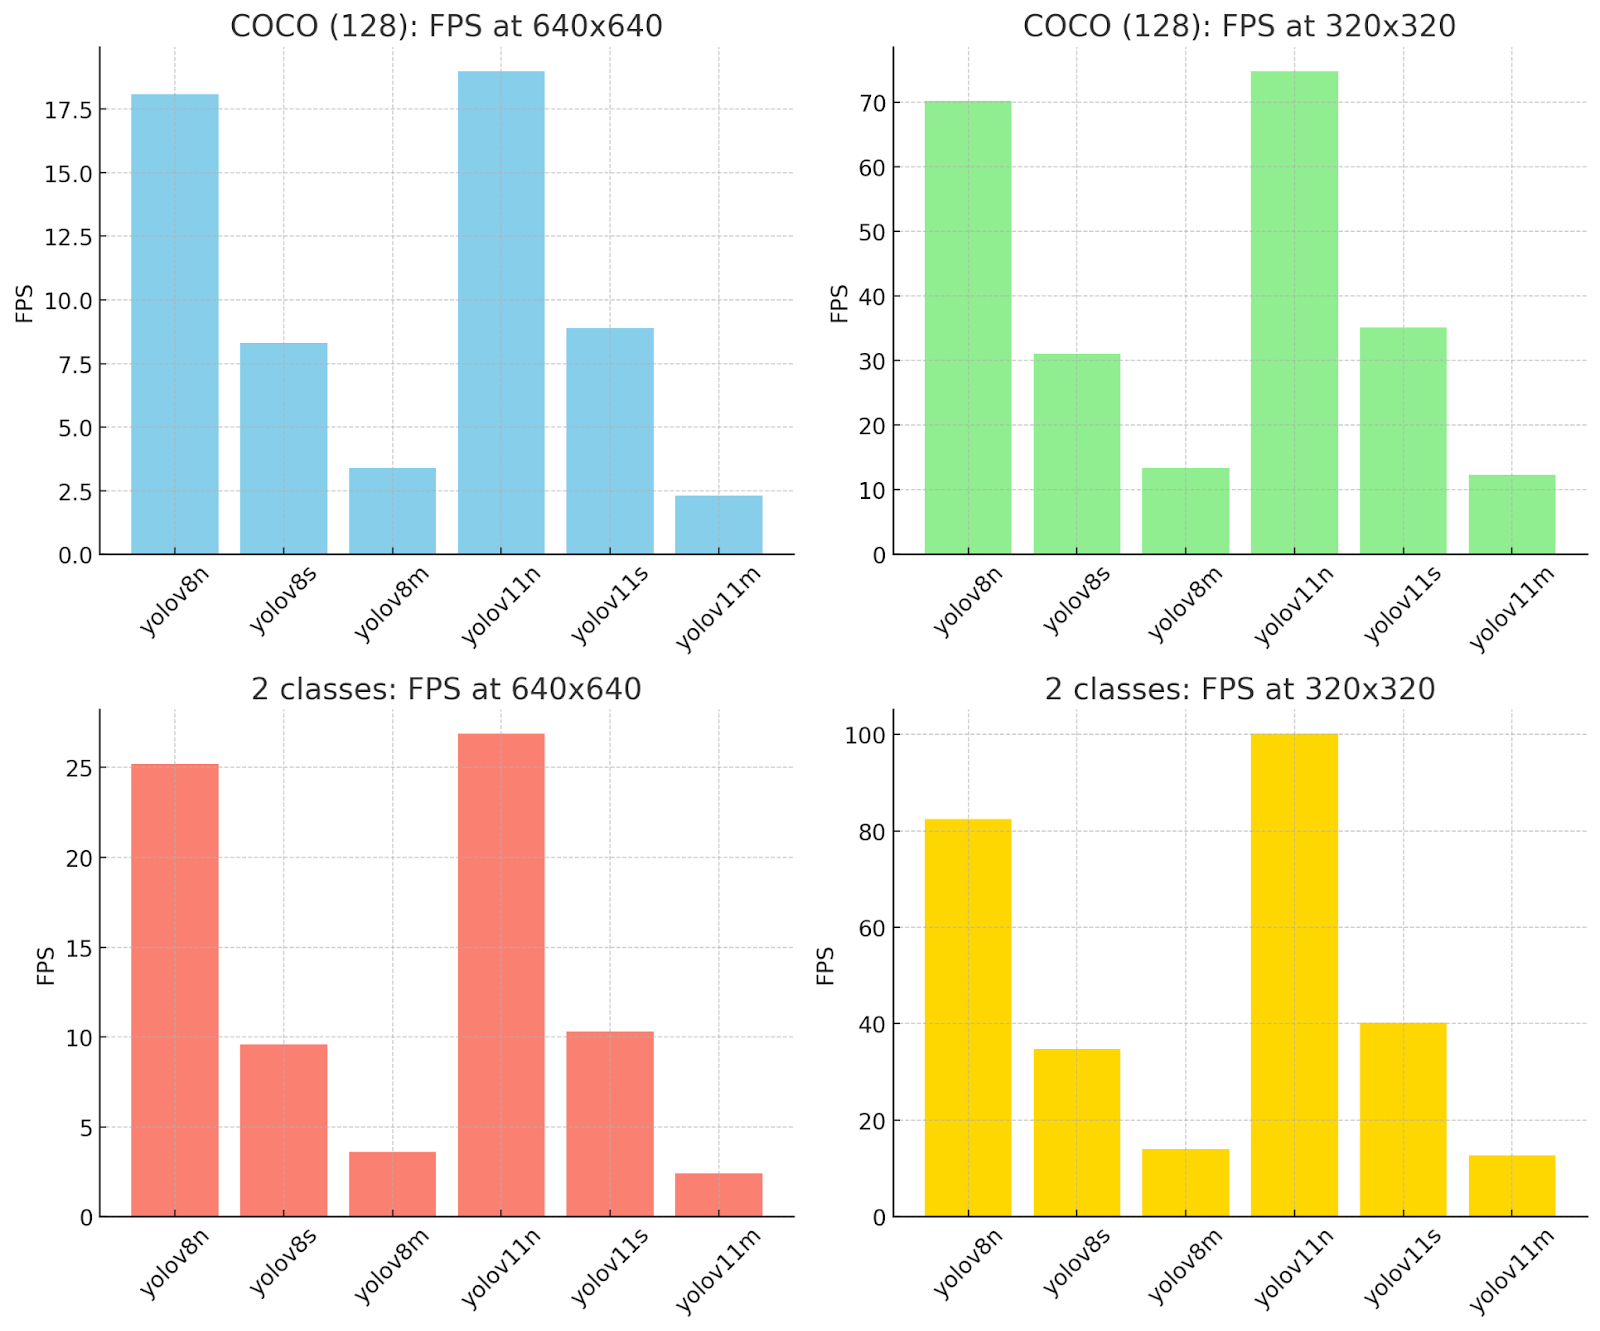 COCO (128): FPS at 640x640
FPS
17.5
15.0
12.5
10.0
7.5
5.0
2.5
0.0
yolov8n
yolov8s
yolov8m
yolov11n
yolov11s
yolov11m
COCO (128): FPS at 320x320
FPS
70
60
50
40
30
20
10
0
yolov8n
yolov8s
yolov8m
yolov11n
yolov11s
yolov11m
2 classes: FPS at 640x640
FPS
25
20
15
10
5
0
yolov8n
yolov8s
yolov8m
yolov11n
yolov11s
yolov11m
2 classes: FPS at 320x320
FPS
100
80
60
40
20
0
yolov8n
yolov8s
yolov8m
yolov11n
yolov11s
yolov11m